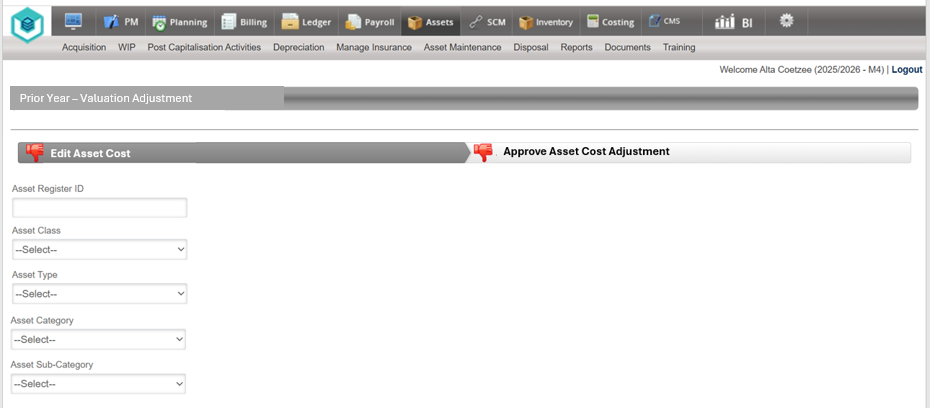 PM Planning Billing Ledger Payroll Assets SCM Inventory Costing CMS BI
Acquisition WIP Post Capitalisation Activities Depreciation Manage Insurance Asset Maintenance Disposal Reports Documents Training
Welcome Alta Coetzee (2025/2026 - M4) | Logout
Prior Year – Valuation Adjustment
Edit Asset Cost Approve Asset Cost Adjustment
Asset Register ID
Asset Class
--Select--
Asset Type
--Select--
Asset Category
--Select--
Asset Sub-Category
--Select--